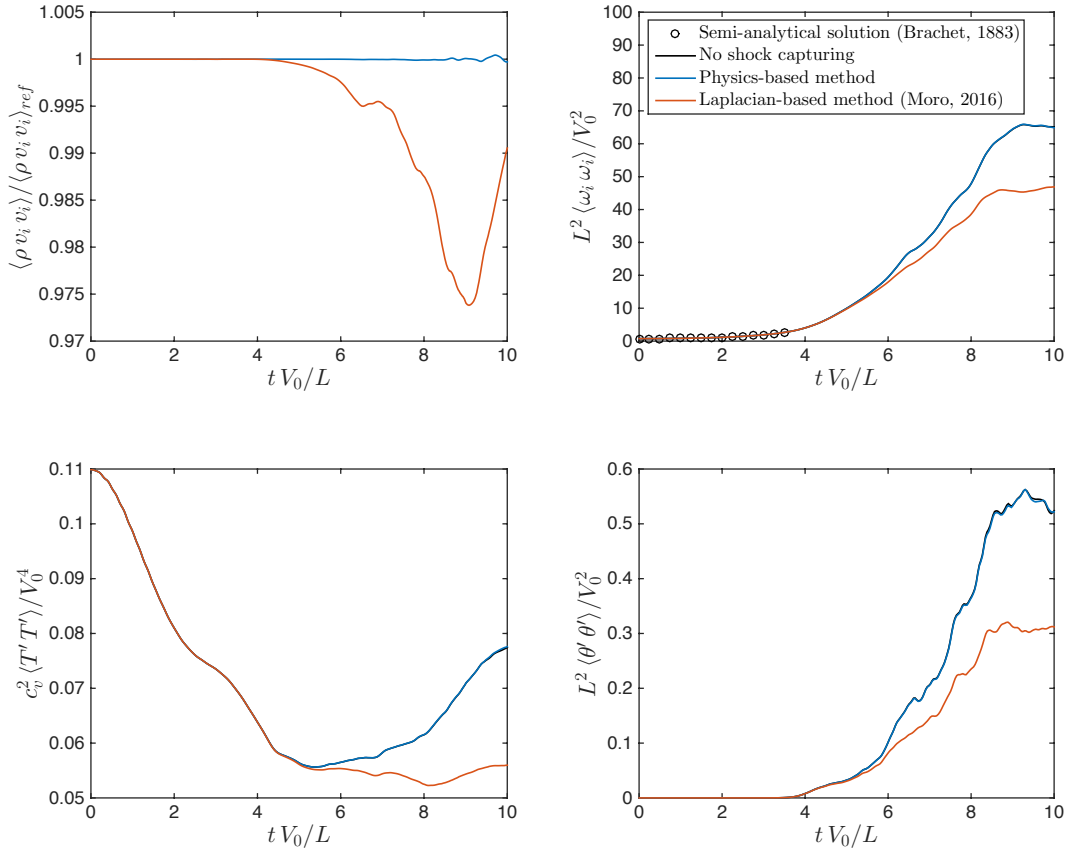 1.005
1
0.995
0.99
0.985
0.98
0.975
0.97
⟨ρ v_i v_i⟩/⟨ρ v_i v_i⟩_ref
0 2 4 6 8 10
t V_0/L
100
90
80
70
60
50
40
30
20
10
0
L^2 ⟨ω_i ω_i⟩/V_0^2
Semi-analytical solution (Brachet, 1883)
No shock capturing
Physics-based method
Laplacian-based method (Moro, 2016)
0 2 4 6 8 10
t V_0/L
0.11
0.1
0.09
0.08
0.07
0.06
0.05
c_v^2 ⟨T′ T′⟩/V_0^4
0 2 4 6 8 10
t V_0/L
0.6
0.5
0.4
0.3
0.2
0.1
0
L^2 ⟨θ′ θ′⟩/V_0^2
0 2 4 6 8 10
t V_0/L